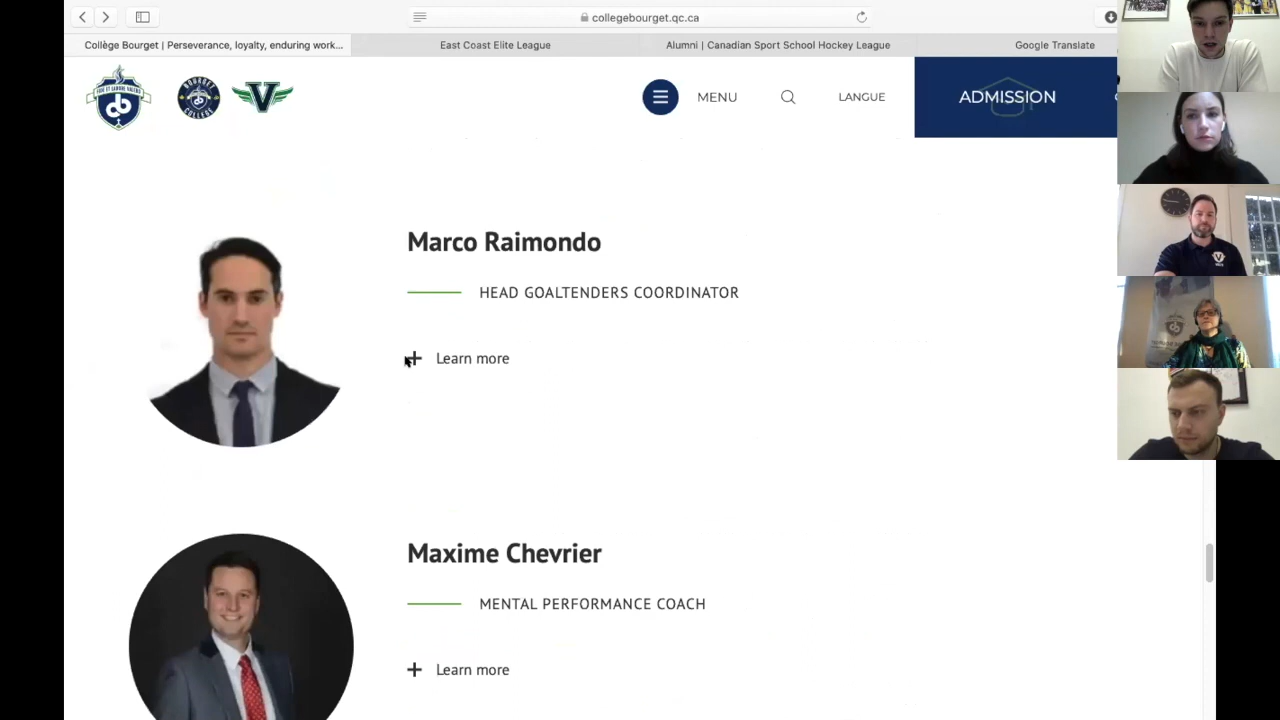 collegebourget.qc.ca
Collège Bourget | Perseverance, loyalty, enduring work...
East Coast Elite League
Alumni | Canadian Sport School Hockey League
Google Translate
MENU
LANGUE
ADMISSION
Marco Raimondo
HEAD GOALTENDERS COORDINATOR
Learn more
Maxime Chevrier
MENTAL PERFORMANCE COACH
Learn more